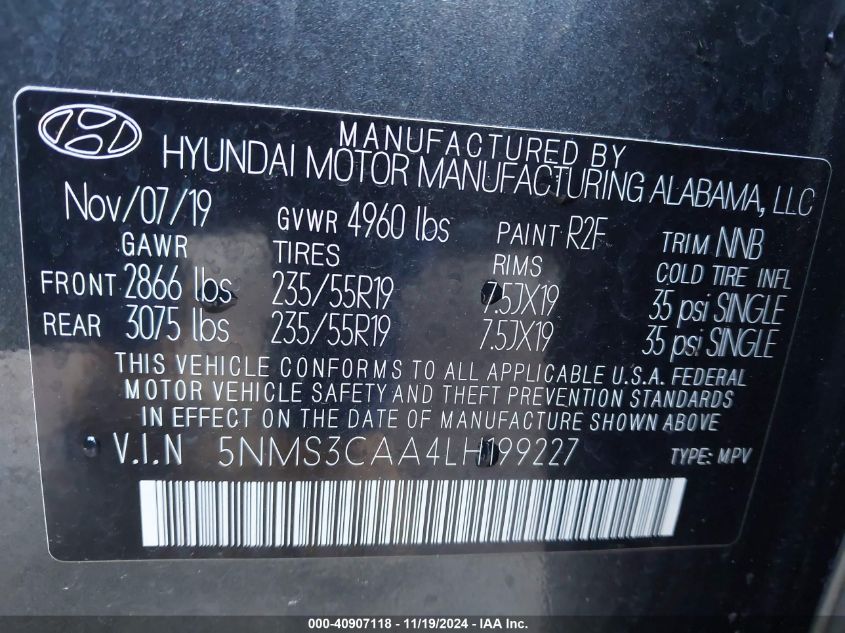 MANUFACTURED BY
HYUNDAI MOTOR MANUFACTURING ALABAMA, LLC
Nov/07/19 GVWR 4960 lbs PAINT R2F TRIM NNB
GAWR TIRES RIMS COLD TIRE INFL
FRONT 2866 lbs 235/55R19 7.5JX19 35 psi SINGLE
REAR 3075 lbs 235/55R19 7.5JX19 35 psi SINGLE
THIS VEHICLE CONFORMS TO ALL APPLICABLE U.S.A. FEDERAL
MOTOR VEHICLE SAFETY AND THEFT PREVENTION STANDARDS
IN EFFECT ON THE DATE OF MANUFACTURE SHOWN ABOVE
V.I.N 5NMS3CAA4LH199227 TYPE: MPV
000-40907118 - 11/19/2024 - IAA Inc.